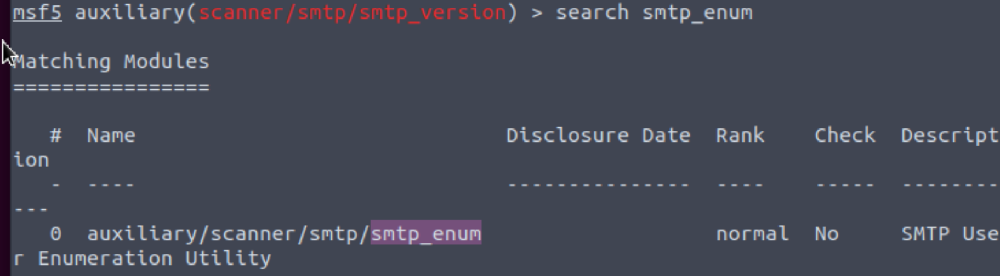 msf5 auxiliary(scanner/smtp/smtp_version) > search smtp_enum
Matching Modules
================
# Name Disclosure Date Rank Check Descript
ion
- ---- --------------- ---- ----- --------
---
0 auxiliary/scanner/smtp/smtp_enum normal No SMTP Use
r Enumeration Utility